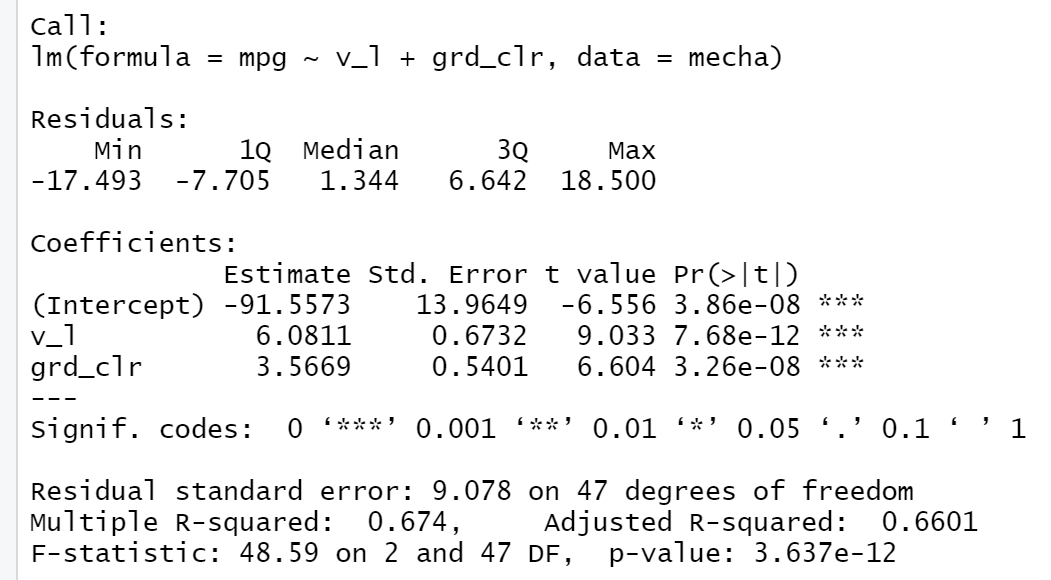 Call:
lm(formula = mpg ~ v_l + grd_clr, data = mecha)
Residuals:
    Min      1Q  Median      3Q     Max
-17.493  -7.705   1.344   6.642  18.500
Coefficients:
            Estimate Std. Error t value Pr(>|t|)
(Intercept) -91.5573    13.9649  -6.556 3.86e-08 ***
v_l           6.0811     0.6732   9.033 7.68e-12 ***
grd_clr       3.5669     0.5401   6.604 3.26e-08 ***
---
Signif. codes:  0 ‘***’ 0.001 ‘**’ 0.01 ‘*’ 0.05 ‘.’ 0.1 ‘ ’ 1
Residual standard error: 9.078 on 47 degrees of freedom
Multiple R-squared:  0.674,	Adjusted R-squared:  0.6601
F-statistic: 48.59 on 2 and 47 DF,  p-value: 3.637e-12